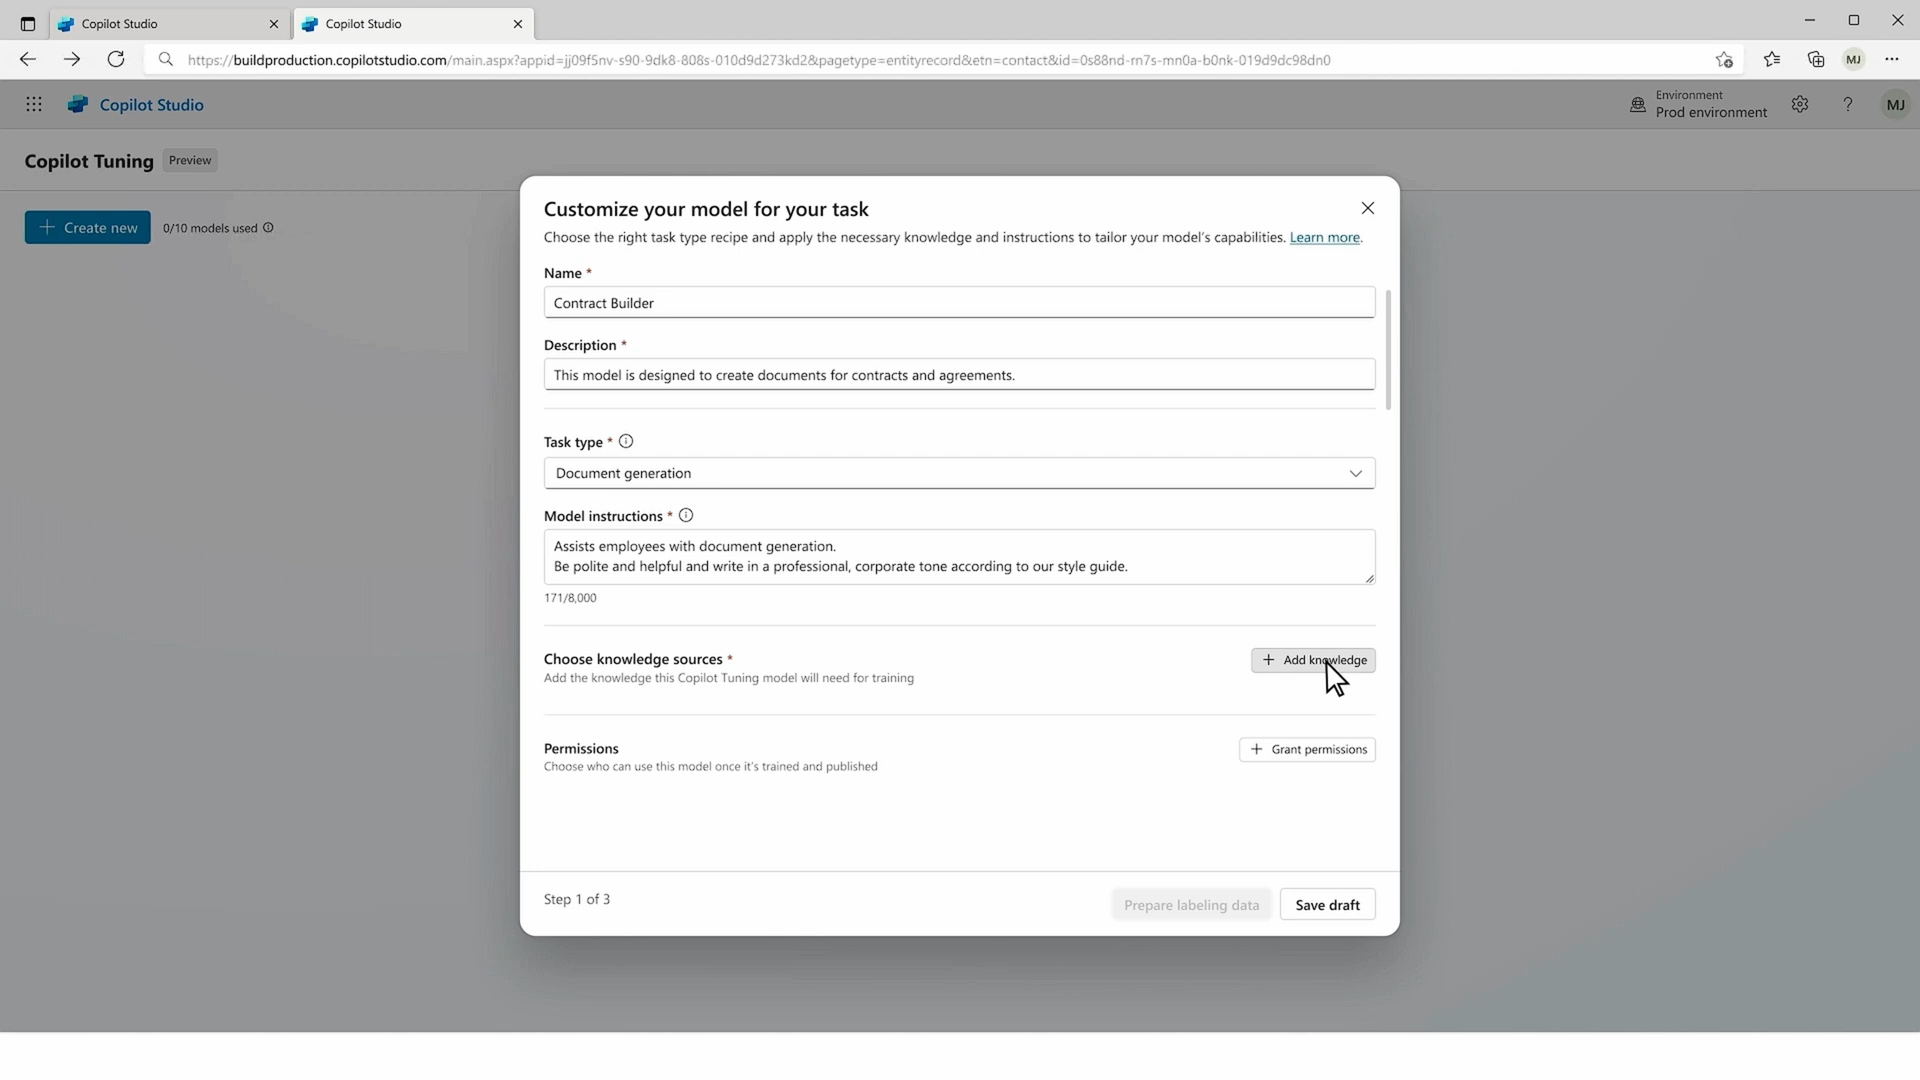 Copilot Studio
Copilot Studio
https://buildproduction.copilotstudio.com/main.aspx?appid=jj09f5nv-s90-9dk8-808s-010d9d273kd2&pagetype=entityrecord&etn=contact&id=0s88nd-rn7s-mn0a-b0nk-019d9dc98dn0
MJ
Copilot Studio
Environment
Prod environment
?
MJ
Copilot Tuning
Preview
+ Create new
0/10 models used
Customize your model for your task
Choose the right task type recipe and apply the necessary knowledge and instructions to tailor your model's capabilities. Learn more.
Name *
Contract Builder
Description *
This model is designed to create documents for contracts and agreements.
Task type *
Document generation
Model instructions *
Assists employees with document generation.
Be polite and helpful and write in a professional, corporate tone according to our style guide.
171/8,000
Choose knowledge sources *
+ Add knowledge
Add the knowledge this Copilot Tuning model will need for training
Permissions
+ Grant permissions
Choose who can use this model once it's trained and published
Step 1 of 3
Prepare labeling data
Save draft